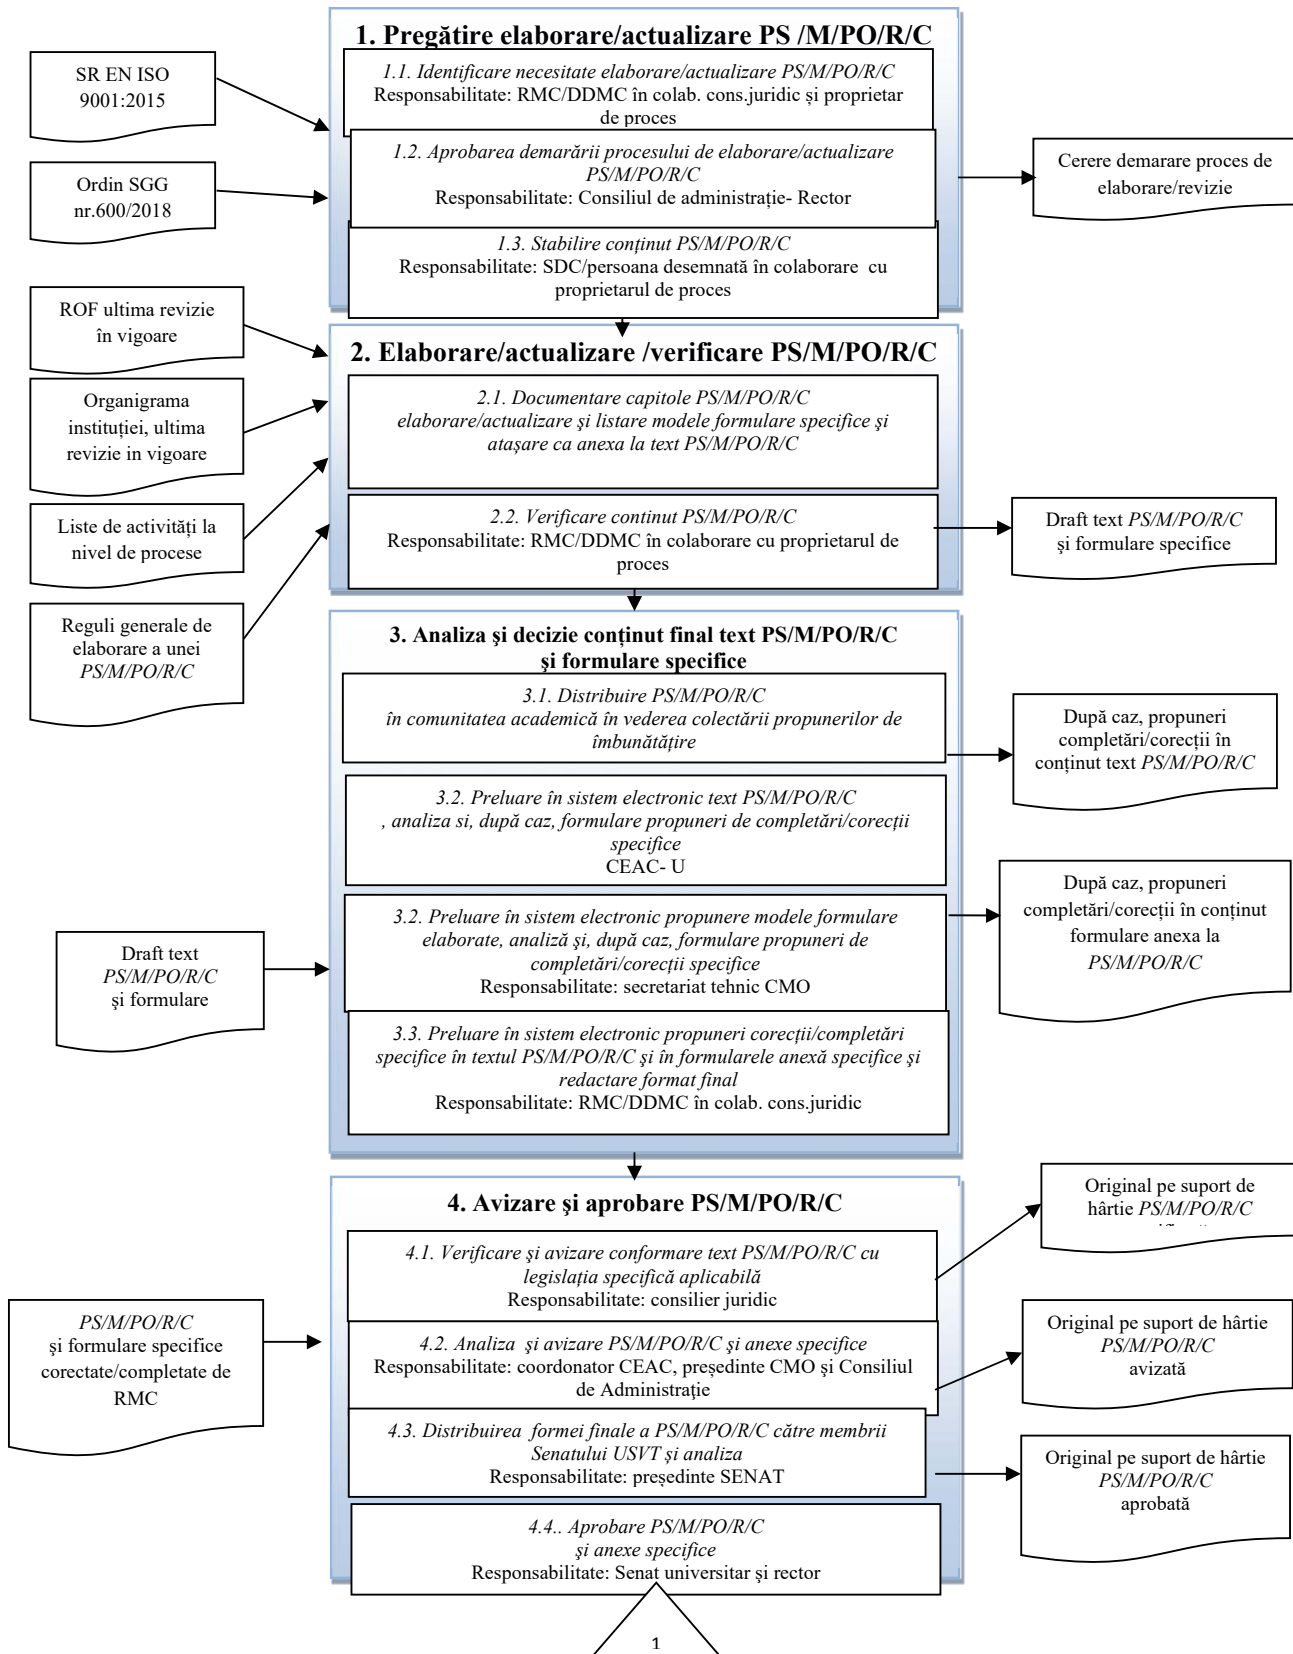 1. Pregătire elaborare/actualizare PS /M/PO/R/C
1.1. Identificare necesitate elaborare/actualizare PS/M/PO/R/C
Responsabilitate: RMC/DDMC în colab. cons.juridic și proprietar
de proces
1.2. Aprobarea demarării procesului de elaborare/actualizare
PS/M/PO/R/C
Responsabilitate: Consiliul de administrație- Rector
1.3. Stabilire conținut PS/M/PO/R/C
Responsabilitate: SDC/persoana desemnată în colaborare cu
proprietarul de proces
SR EN ISO
9001:2015
Ordin SGG
nr.600/2018
Cerere demarare proces de
elaborare/revizie
ROF ultima revizie
în vigoare
Organigrama
instituției, ultima
revizie in vigoare
Liste de activități la
nivel de procese
Reguli generale de
elaborare a unei
PS/M/PO/R/C
2. Elaborare/actualizare /verificare PS/M/PO/R/C
2.1. Documentare capitole PS/M/PO/R/C
elaborare/actualizare şi listare modele formulare specifice şi
atașare ca anexa la text PS/M/PO/R/C
2.2. Verificare continut PS/M/PO/R/C
Responsabilitate: RMC/DDMC în colaborare cu proprietarul de
proces
Draft text PS/M/PO/R/C
şi formulare specifice
3. Analiza şi decizie conținut final text PS/M/PO/R/C
şi formulare specifice
3.1. Distribuire PS/M/PO/R/C
în comunitatea academică în vederea colectării propunerilor de
îmbunătățire
3.2. Preluare în sistem electronic text PS/M/PO/R/C
, analiza si, după caz, formulare propuneri de completări/corecții
specifice
CEAC- U
3.2. Preluare în sistem electronic propunere modele formulare
elaborate, analiză şi, după caz, formulare propuneri de
completări/corecții specifice
Responsabilitate: secretariat tehnic CMO
3.3. Preluare în sistem electronic propuneri corecții/completări
specifice în textul PS/M/PO/R/C şi în formularele anexă specifice şi
redactare format final
Responsabilitate: RMC/DDMC în colab. cons.juridic
Draft text
PS/M/PO/R/C
şi formulare
După caz, propuneri
completări/corecții în
conținut text PS/M/PO/R/C
După caz, propuneri
completări/corecții în conținut
formulare anexa la
PS/M/PO/R/C
4. Avizare şi aprobare PS/M/PO/R/C
4.1. Verificare şi avizare conformare text PS/M/PO/R/C cu
legislația specifică aplicabilă
Responsabilitate: consilier juridic
4.2. Analiza şi avizare PS/M/PO/R/C şi anexe specifice
Responsabilitate: coordonator CEAC, președinte CMO și Consiliul
de Administrație
4.3. Distribuirea formei finale a PS/M/PO/R/C către membrii
Senatului USVT și analiza
Responsabilitate: președinte SENAT
4.4.. Aprobare PS/M/PO/R/C
şi anexe specifice
Responsabilitate: Senat universitar şi rector
PS/M/PO/R/C
şi formulare specifice
corectate/completate de
RMC
Original pe suport de
hârtie PS/M/PO/R/C
Original pe suport de hârtie
PS/M/PO/R/C
avizată
Original pe suport de hârtie
PS/M/PO/R/C
aprobată
1